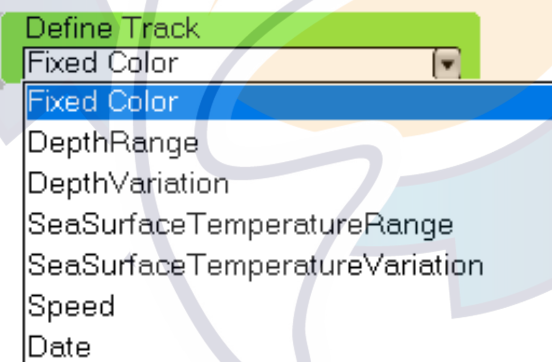 Define Track
Fixed Color
Fixed Color
DepthRange
DepthVariation
SeaSurfaceTemperatureRange
SeaSurfaceTemperatureVariation
Speed
Date